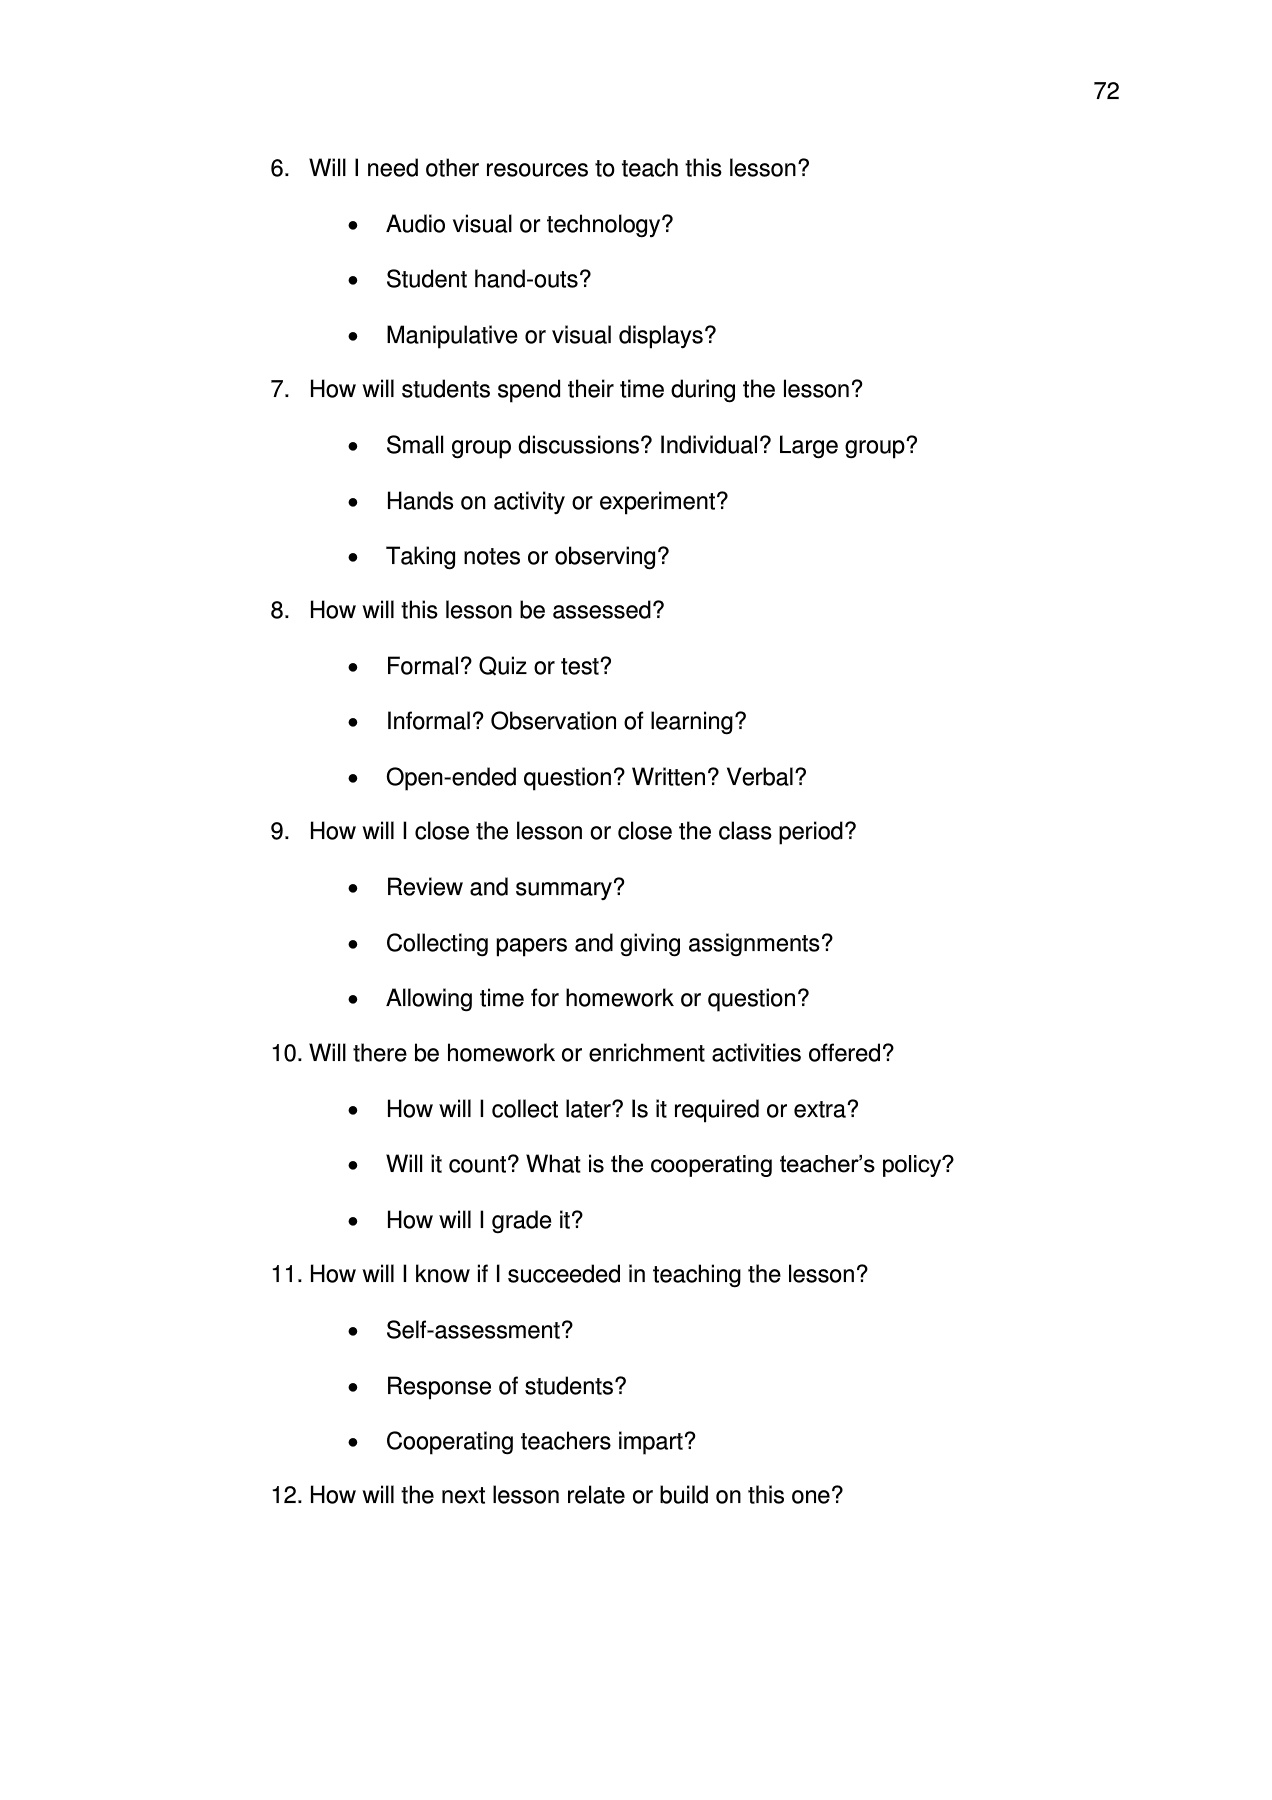 72
6. Will I need other resources to teach this lesson?
• Audio visual or technology?
• Student hand-outs?
• Manipulative or visual displays?
7. How will students spend their time during the lesson?
• Small group discussions? Individual? Large group?
• Hands on activity or experiment?
• Taking notes or observing?
8. How will this lesson be assessed?
• Formal? Quiz or test?
• Informal? Observation of learning?
• Open-ended question? Written? Verbal?
9. How will I close the lesson or close the class period?
• Review and summary?
• Collecting papers and giving assignments?
• Allowing time for homework or question?
10. Will there be homework or enrichment activities offered?
• How will I collect later? Is it required or extra?
• Will it count? What is the cooperating teacher’s policy?
• How will I grade it?
11. How will I know if I succeeded in teaching the lesson?
• Self-assessment?
• Response of students?
• Cooperating teachers impart?
12. How will the next lesson relate or build on this one?